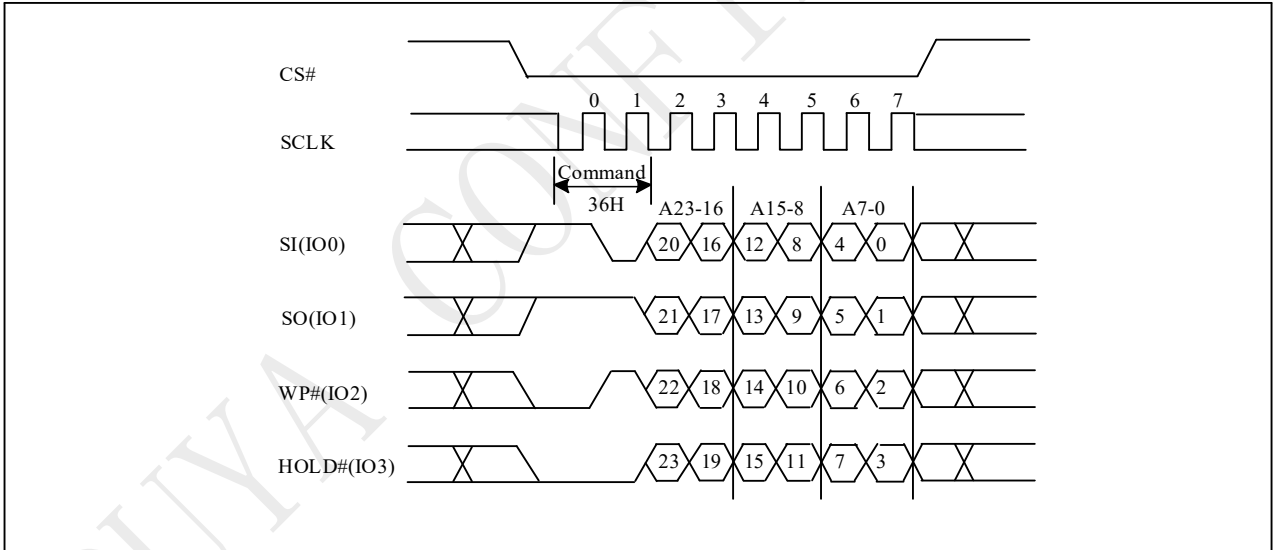 CS#
0 1 2 3 4 5 6 7
SCLK
Command
36H
A23-16 A15-8 A7-0
SI(IO0) 20 16 12 8 4 0
SO(IO1) 21 17 13 9 5 1
WP#(IO2) 22 18 14 10 6 2
HOLD#(IO3) 23 19 15 11 7 3